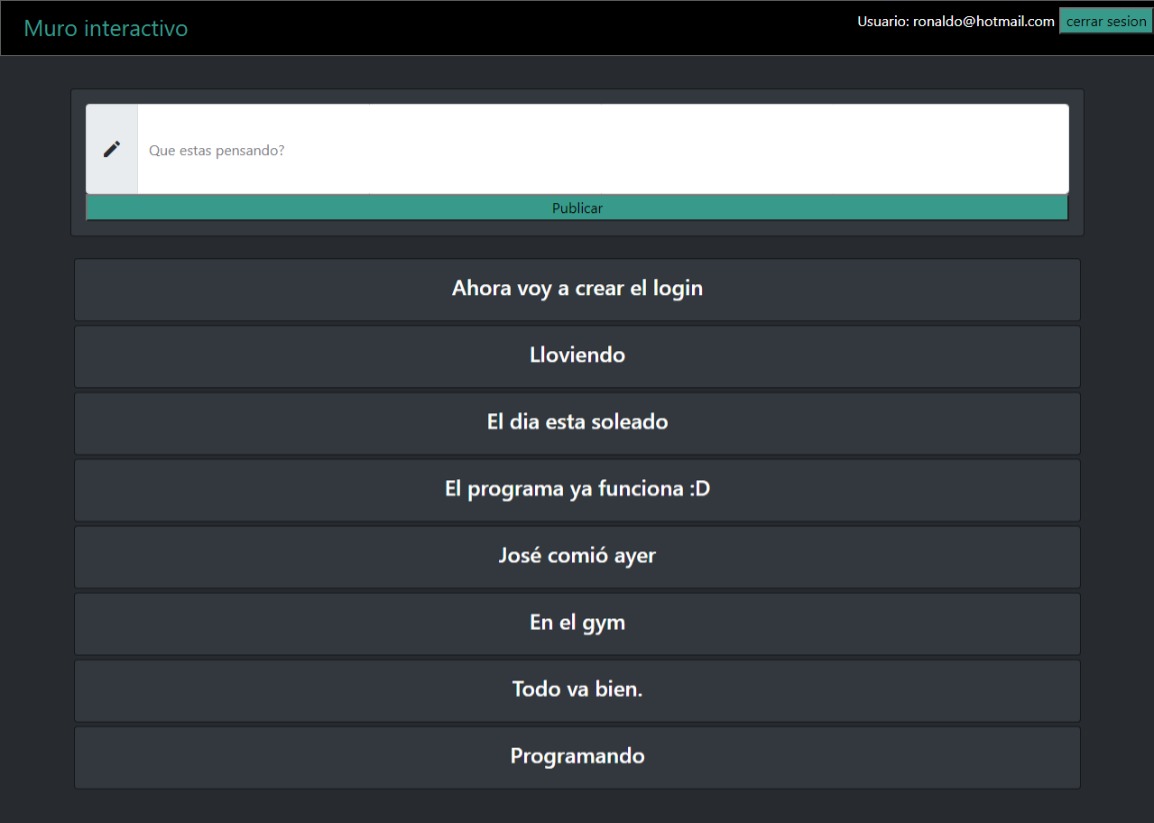 Muro interactivo
Usuario: ronaldo@hotmail.com cerrar sesion
Que estas pensando?
Publicar
Ahora voy a crear el login
Lloviendo
El dia esta soleado
El programa ya funciona :D
José comió ayer
En el gym
Todo va bien.
Programando